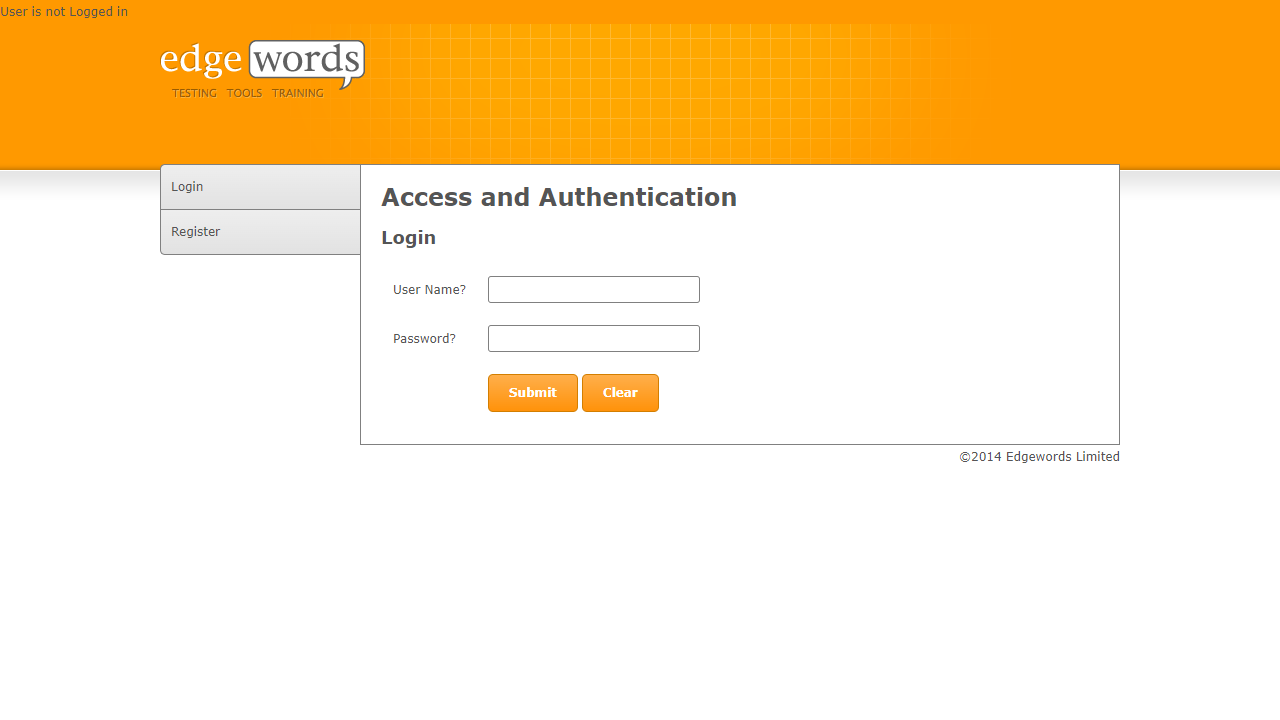 User is not Logged in
edge words
TESTING TOOLS TRAINING
Login
Register
Access and Authentication
Login
User Name?
Password?
Submit Clear
©2014 Edgewords Limited